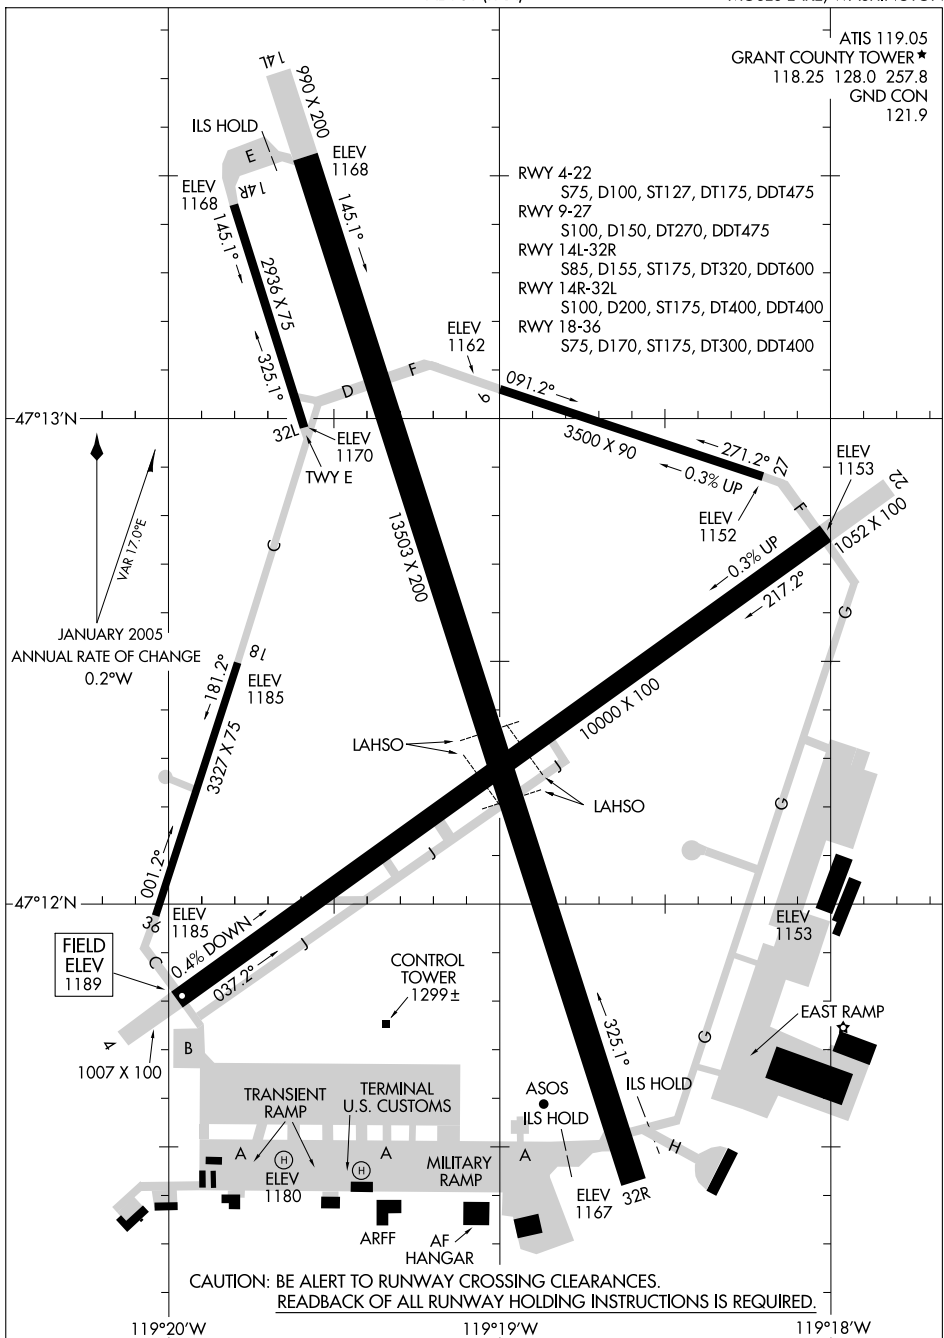 MOSES LAKE, WASHINGTON
ATIS 119.05
GRANT COUNTY TOWER★
118.25 128.0 257.8
GND CON
121.9
14L
990 X 200
ILS HOLD
E
ELEV
1168
ELEV
1168
14R
145.1°
145.1°
RWY 4-22
S75, D100, ST127, DT175, DDT475
RWY 9-27
S100, D150, DT270, DDT475
RWY 14L-32R
S85, D155, ST175, DT320, DDT600
RWY 14R-32L
S100, D200, ST175, DT400, DDT400
RWY 18-36
S75, D170, ST175, DT300, DDT400
2936 X 75
325.1°
ELEV
1162
D
F
9
091.2°
3500 X 90
271.2°
27
0.3% UP
47°13'N
32L
ELEV
1170
TWY E
ELEV
1153
22
ELEV
1152
F
1052 X 100
VAR 17.0°E
C
13503 X 200
0.3% UP
217.2°
G
JANUARY 2005
ANNUAL RATE OF CHANGE
0.2°W
18
ELEV
1185
181.2°
3327 X 75
10000 X 100
LAHSO
J
LAHSO
G
J
001.2°
47°12'N
36
ELEV
1185
0.4% DOWN
J
ELEV
1153
FIELD
ELEV
1189
C
037.2°
CONTROL
TOWER
1299±
EAST RAMP
4
B
1007 X 100
325.1°
G
TRANSIENT
RAMP
TERMINAL
U.S. CUSTOMS
ASOS
ILS HOLD
ILS HOLD
A
H
A
H
A
H
ELEV
1180
MILITARY
RAMP
ELEV
1167
32R
ARFF
AF
HANGAR
CAUTION: BE ALERT TO RUNWAY CROSSING CLEARANCES.
READBACK OF ALL RUNWAY HOLDING INSTRUCTIONS IS REQUIRED.
119°20'W
119°19'W
119°18'W